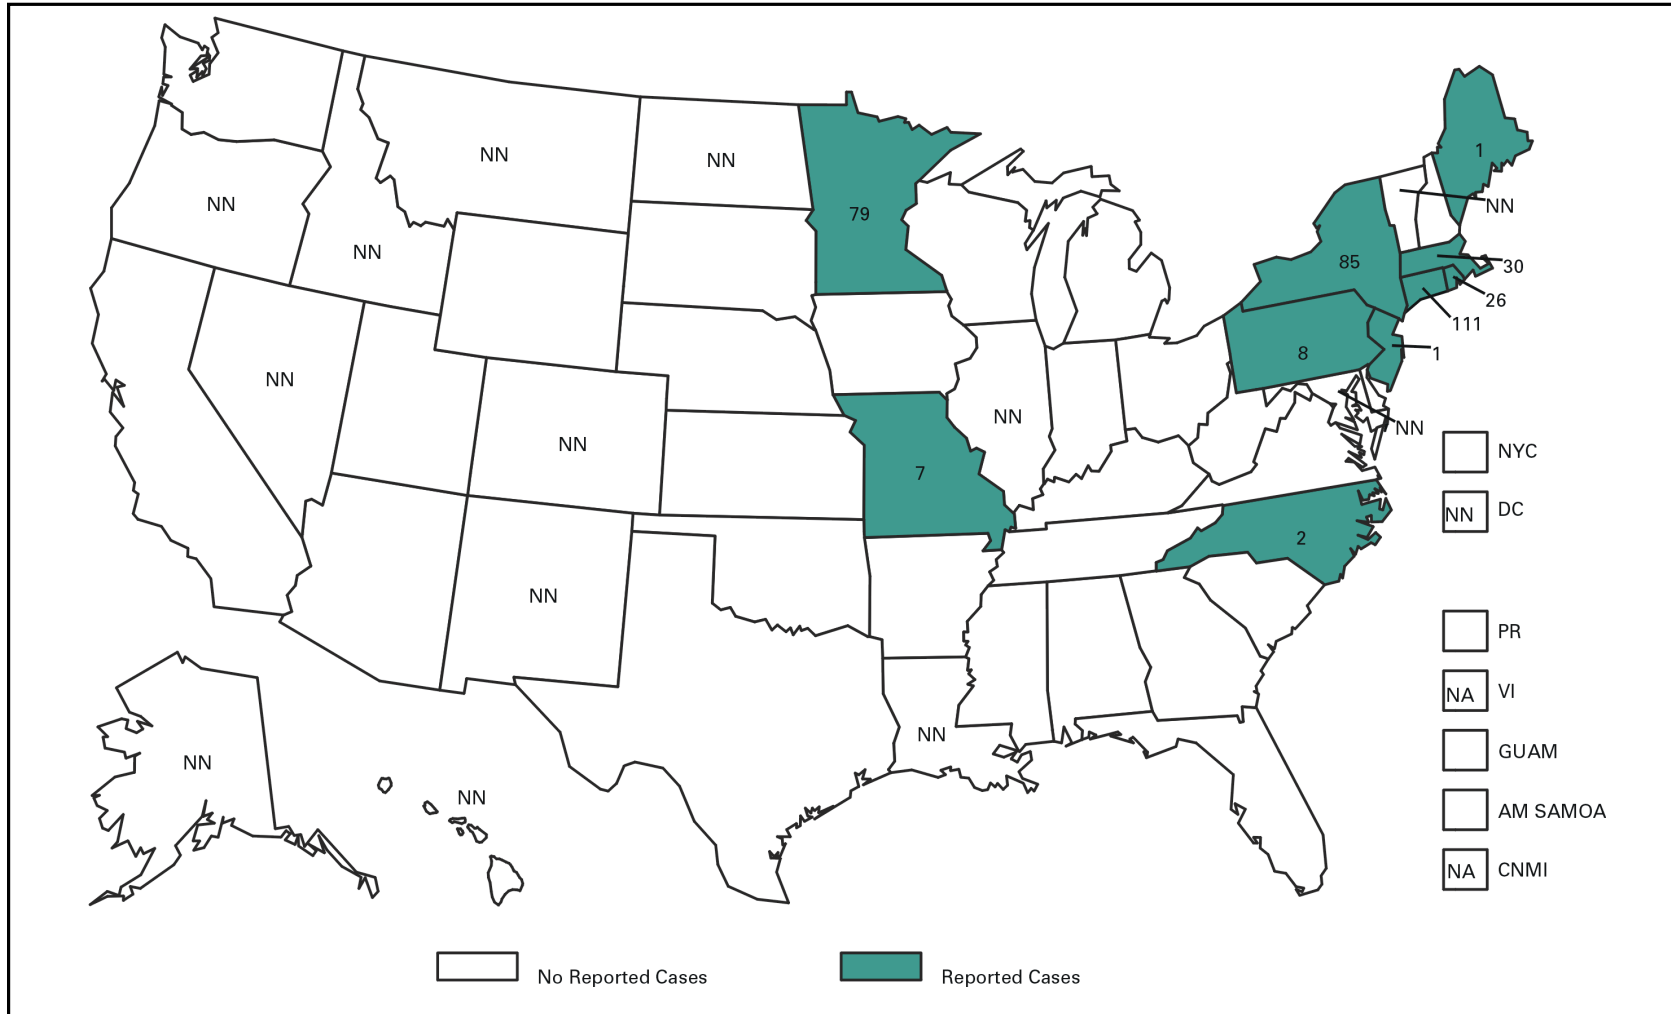 1
NN
NN
79
NN
NN
NN
85
30
26
111
8
1
NN
NN
NN
NN
NYC
7
NN DC
2
NN
PR
NA VI
NN
GUAM
NN
NN
AM SAMOA
NA CNMI
No Reported Cases
Reported Cases